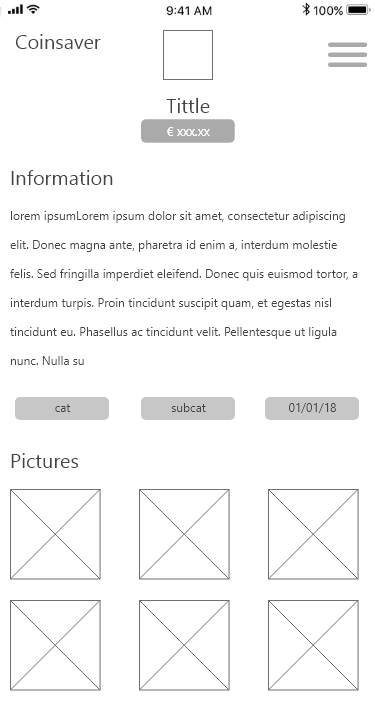 9:41 AM
100%
Coinsaver
Tittle
€ xxx.xx
Information
lorem ipsumLorem ipsum dolor sit amet, consectetur adipiscing
elit. Donec magna ante, pharetra id enim a, interdum molestie
felis. Sed fringilla imperdiet eleifend. Donec quis euismod tortor, a
interdum turpis. Proin tincidunt suscipit quam, et egestas nisl
tincidunt eu. Phasellus ac tincidunt velit. Pellentesque ut ligula
nunc. Nulla su
cat
subcat
01/01/18
Pictures